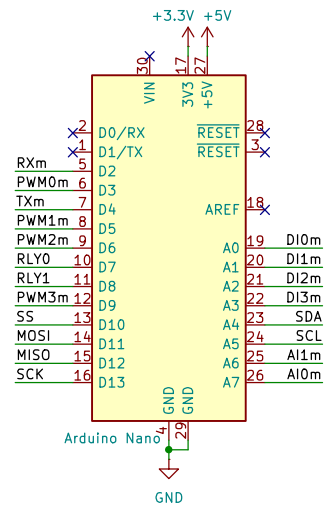 +3.3V +5V
30 17 27
VIN 3V3 +5V
2 D0/RX RESET 28
1 D1/TX RESET 3
RXm 5 D2
PWM0m 6 D3
TXm 7 D4 AREF 18
PWM1m 8 D5
PWM2m 9 D6 A0 19 DI0m
RLY0 10 D7 A1 20 DI1m
RLY1 11 D8 A2 21 DI2m
PWM3m 12 D9 A3 22 DI3m
SS 13 D10 A4 23 SDA
MOSI 14 D11 A5 24 SCL
MISO 15 D12 A6 25 AI1m
SCK 16 D13 A7 26 AI0m
GND GND
Arduino Nano 4 29
GND